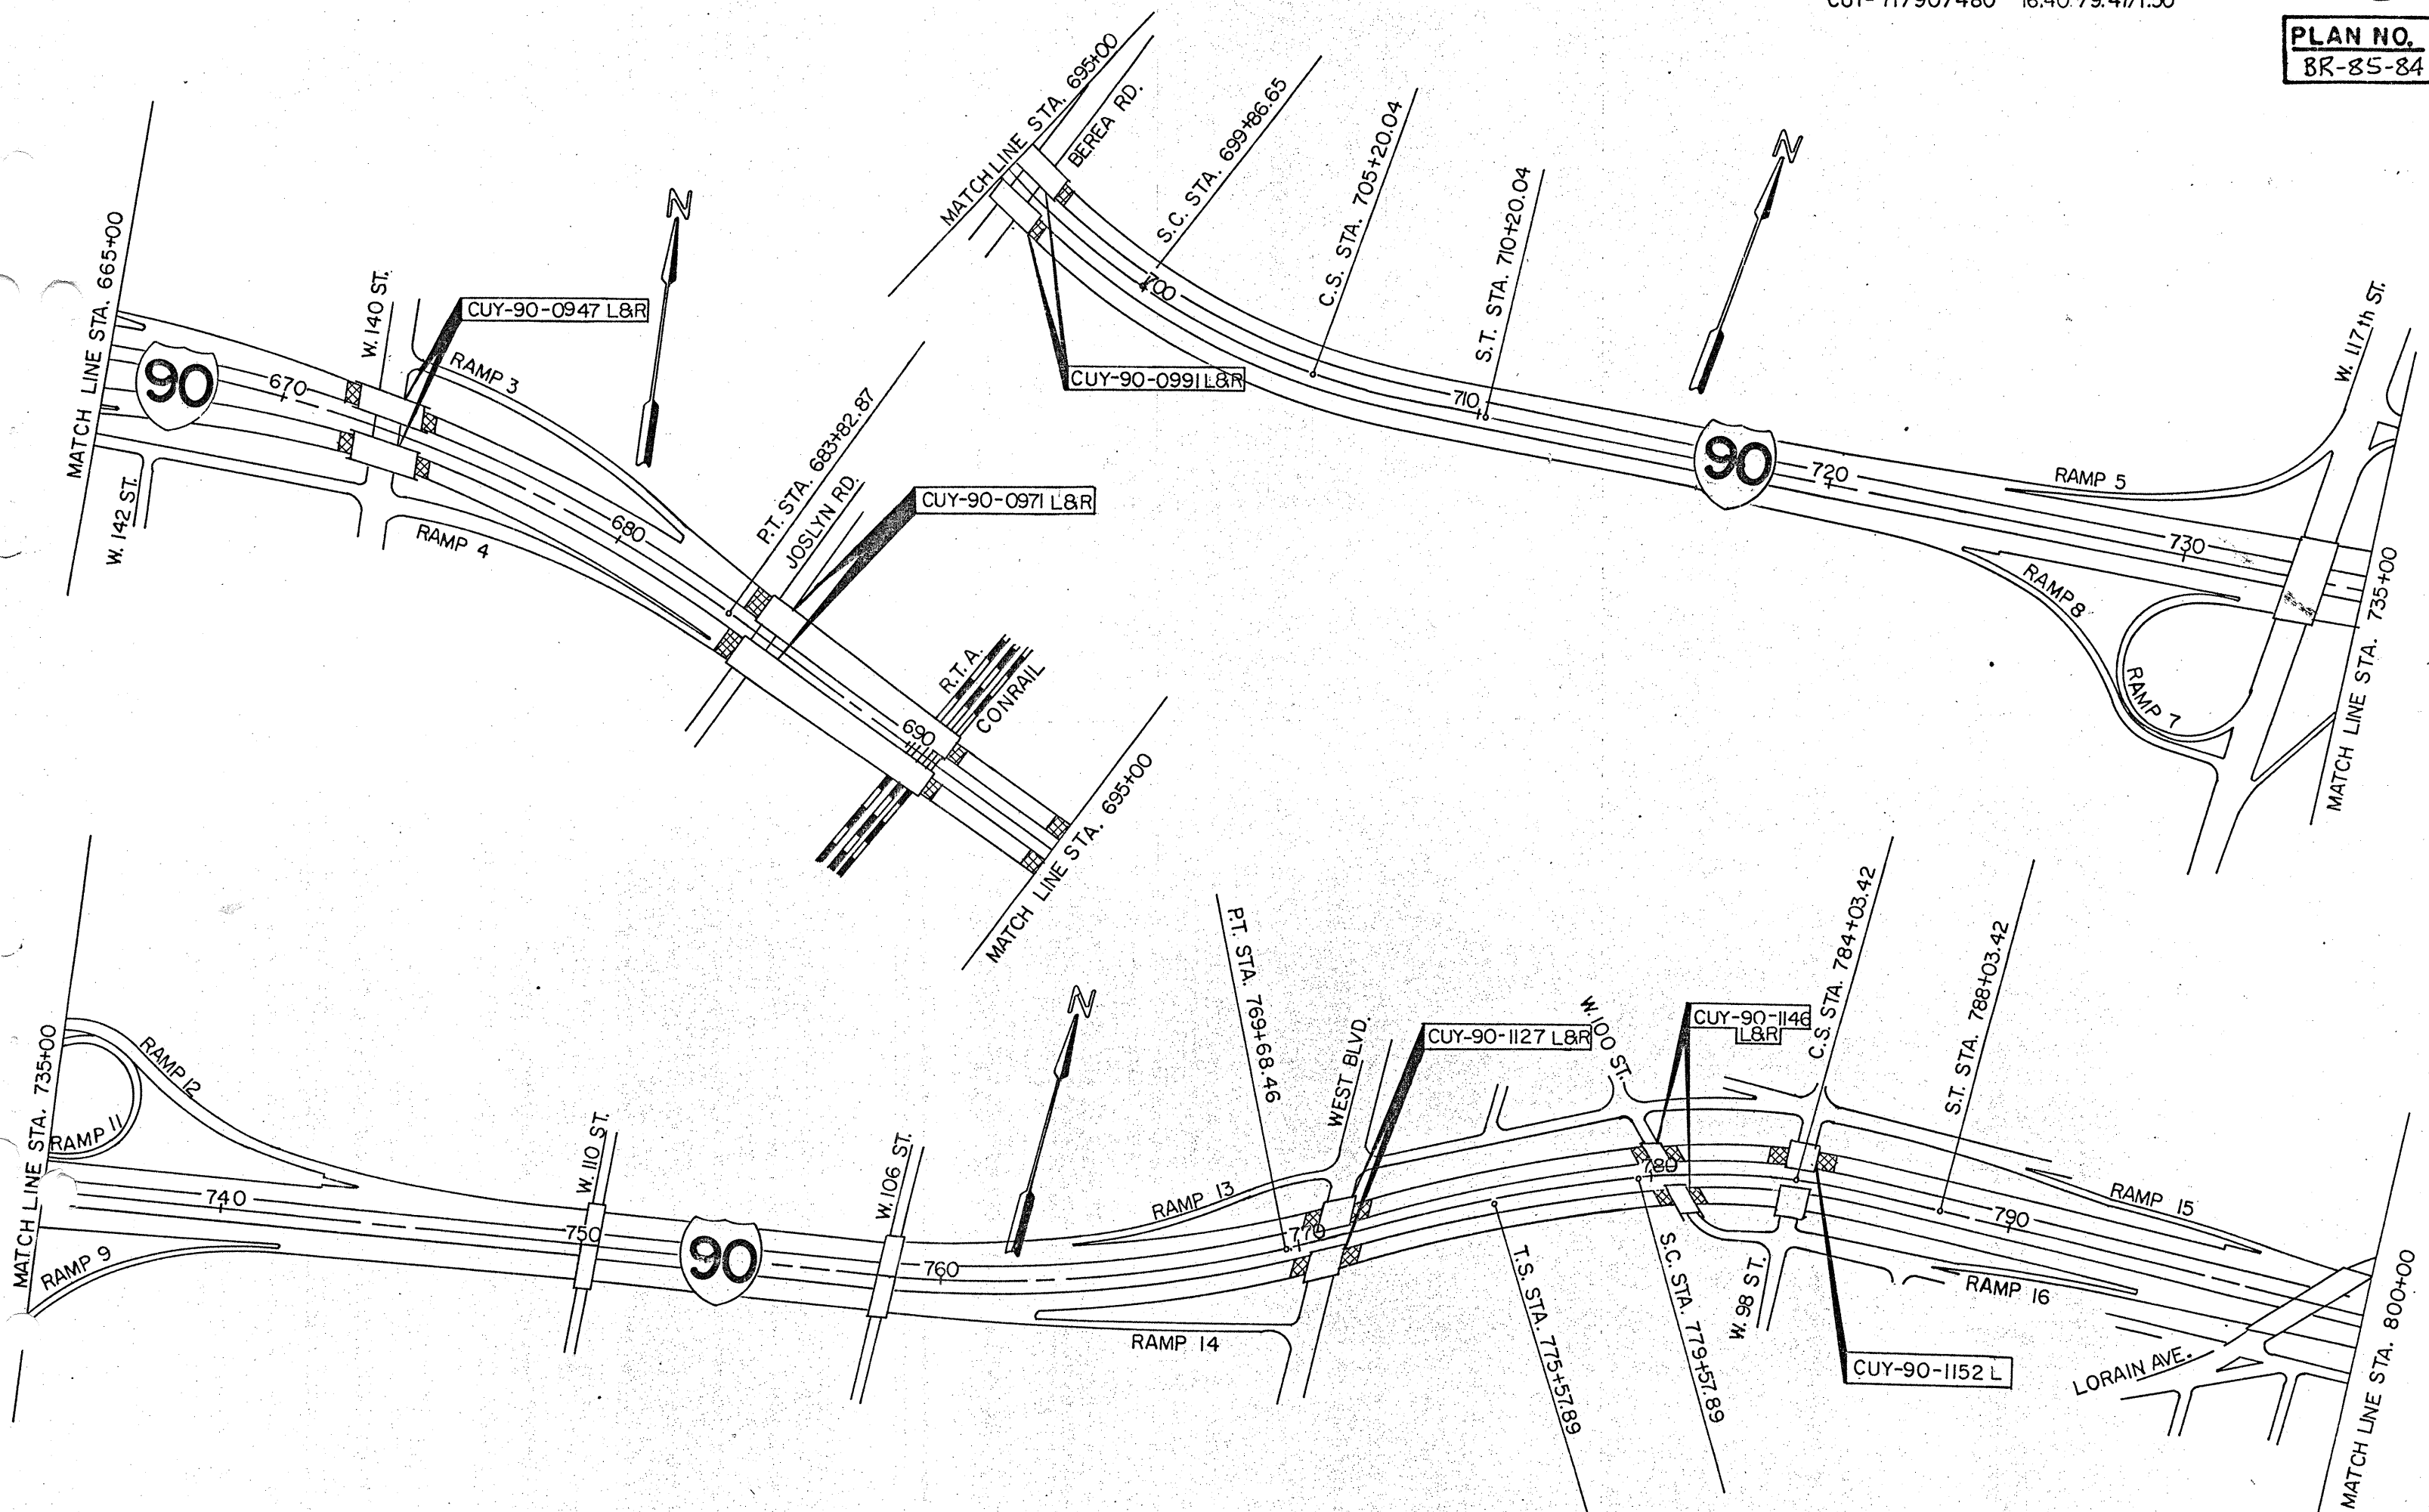 PLAN NO.
BR-85-84
MATCH LINE STA. 665+00
90
670
W. 142 ST.
W. 140 ST.
CUY-90-0947 L&R
RAMP 3
RAMP 4
680
N
P.T. STA. 683+82.87
JOSLYN RD.
CUY-90-0971 L&R
R.T.A.
CONRAIL
690
MATCH LINE STA. 695+00
MATCH LINE STA. 695+00
BEREA RD.
S.C. STA. 699+86.65
700
CUY-90-0991 L&R
C.S. STA. 705+20.04
S.T. STA. 710+20.04
710
N
90
720
RAMP 5
730
RAMP 8
RAMP 7
W. 117th ST.
MATCH LINE STA. 735+00
MATCH LINE STA. 735+00
RAMP 12
RAMP 11
RAMP 9
740
W. 110 ST.
750
90
W. 106 ST.
760
N
RAMP 13
RAMP 14
P.T. STA. 769+68.46
770
WEST BLVD.
CUY-90-1127 L&R
T.S. STA. 775+57.89
W. 100 ST.
780
S.C. STA. 779+57.89
CUY-90-1146
L&R
W. 98 ST.
C.S. STA. 784+03.42
CUY-90-1152 L
S.T. STA. 788+03.42
790
RAMP 15
RAMP 16
LORAIN AVE.
MATCH LINE STA. 800+00